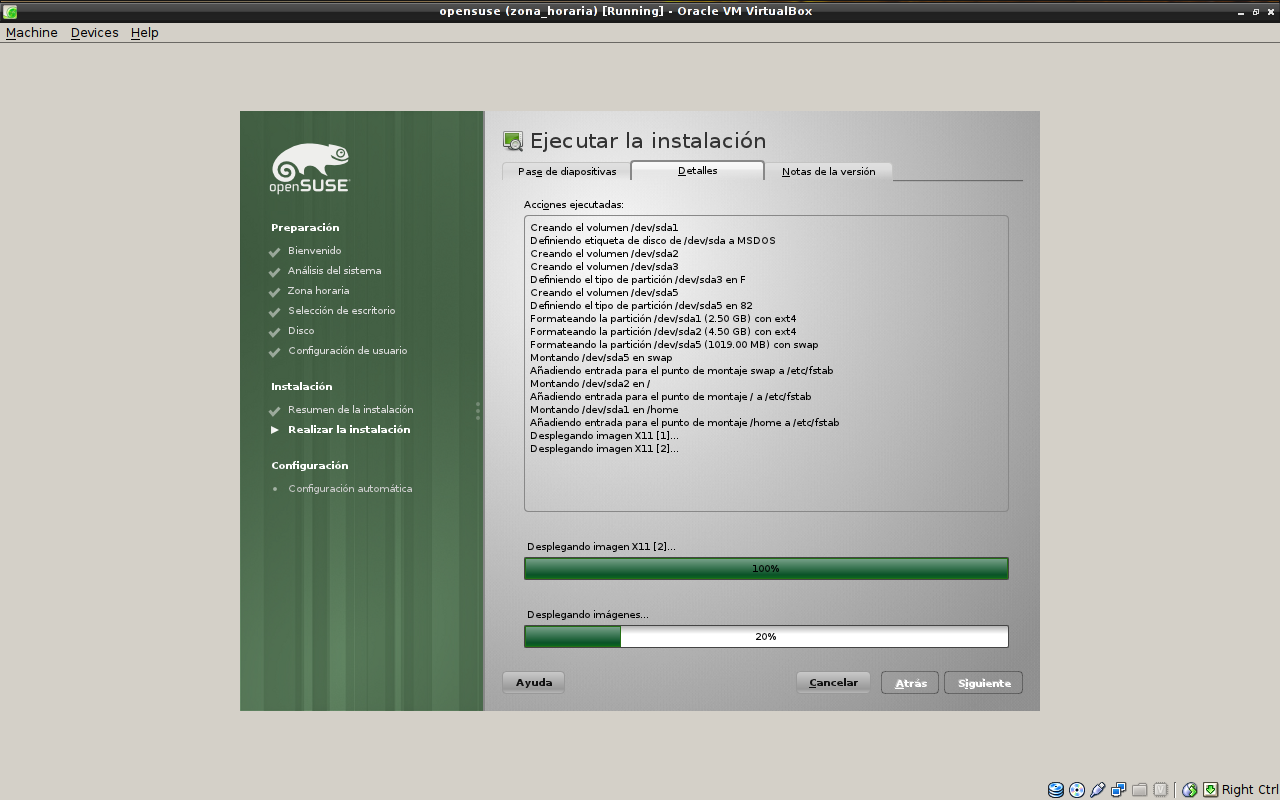 opensuse (zona_horaria) [Running] - Oracle VM VirtualBox
Machine Devices Help
openSUSE
Preparación
Bienvenido
Análisis del sistema
Zona horaria
Selección de escritorio
Disco
Configuración de usuario
Instalación
Resumen de la instalación
Realizar la instalación
Configuración
Configuración automática
Ejecutar la instalación
Pase de diapositivas Detalles Notas de la versión
Acciones ejecutadas:
Creando el volumen /dev/sda1
Definiendo etiqueta de disco de /dev/sda a MSDOS
Creando el volumen /dev/sda2
Creando el volumen /dev/sda3
Definiendo el tipo de partición /dev/sda3 en F
Creando el volumen /dev/sda5
Definiendo el tipo de partición /dev/sda5 en 82
Formateando la partición /dev/sda1 (2.50 GB) con ext4
Formateando la partición /dev/sda2 (4.50 GB) con ext4
Formateando la partición /dev/sda5 (1019.00 MB) con swap
Montando /dev/sda5 en swap
Añadiendo entrada para el punto de montaje swap a /etc/fstab
Montando /dev/sda2 en /
Añadiendo entrada para el punto de montaje / a /etc/fstab
Montando /dev/sda1 en /home
Añadiendo entrada para el punto de montaje /home a /etc/fstab
Desplegando imagen X11 [1]...
Desplegando imagen X11 [2]...
Desplegando imagen X11 [2]...
100%
Desplegando imágenes...
20%
Ayuda Cancelar Atrás Siguiente
Right Ctrl